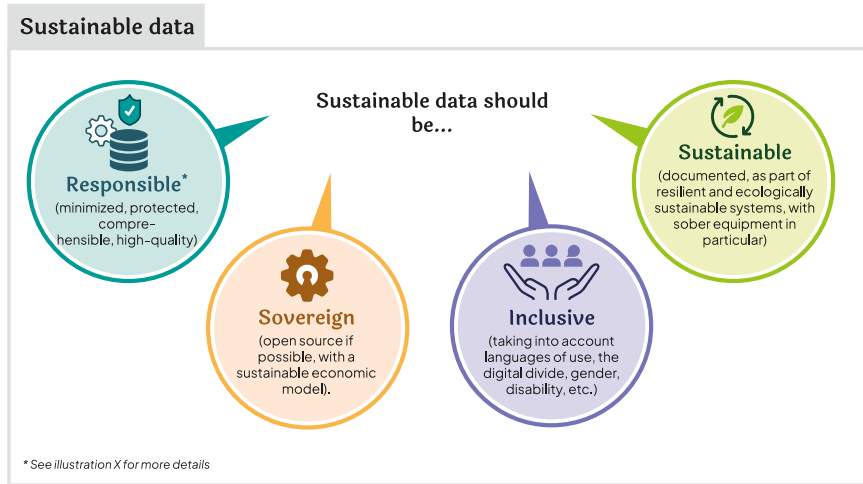 Sustainable data
Sustainable data should
be...
Responsible*
(minimized, protected,
compre-
hensible, high-quality)
Sovereign
(open source if
possible, with a
sustainable economic
model).
Inclusive
(taking into account
languages of use, the
digital divide, gender,
disability, etc.)
Sustainable
(documented, as part of
resilient and ecologically
sustainable systems, with
sober equipment in
particular)
* See illustration X for more details